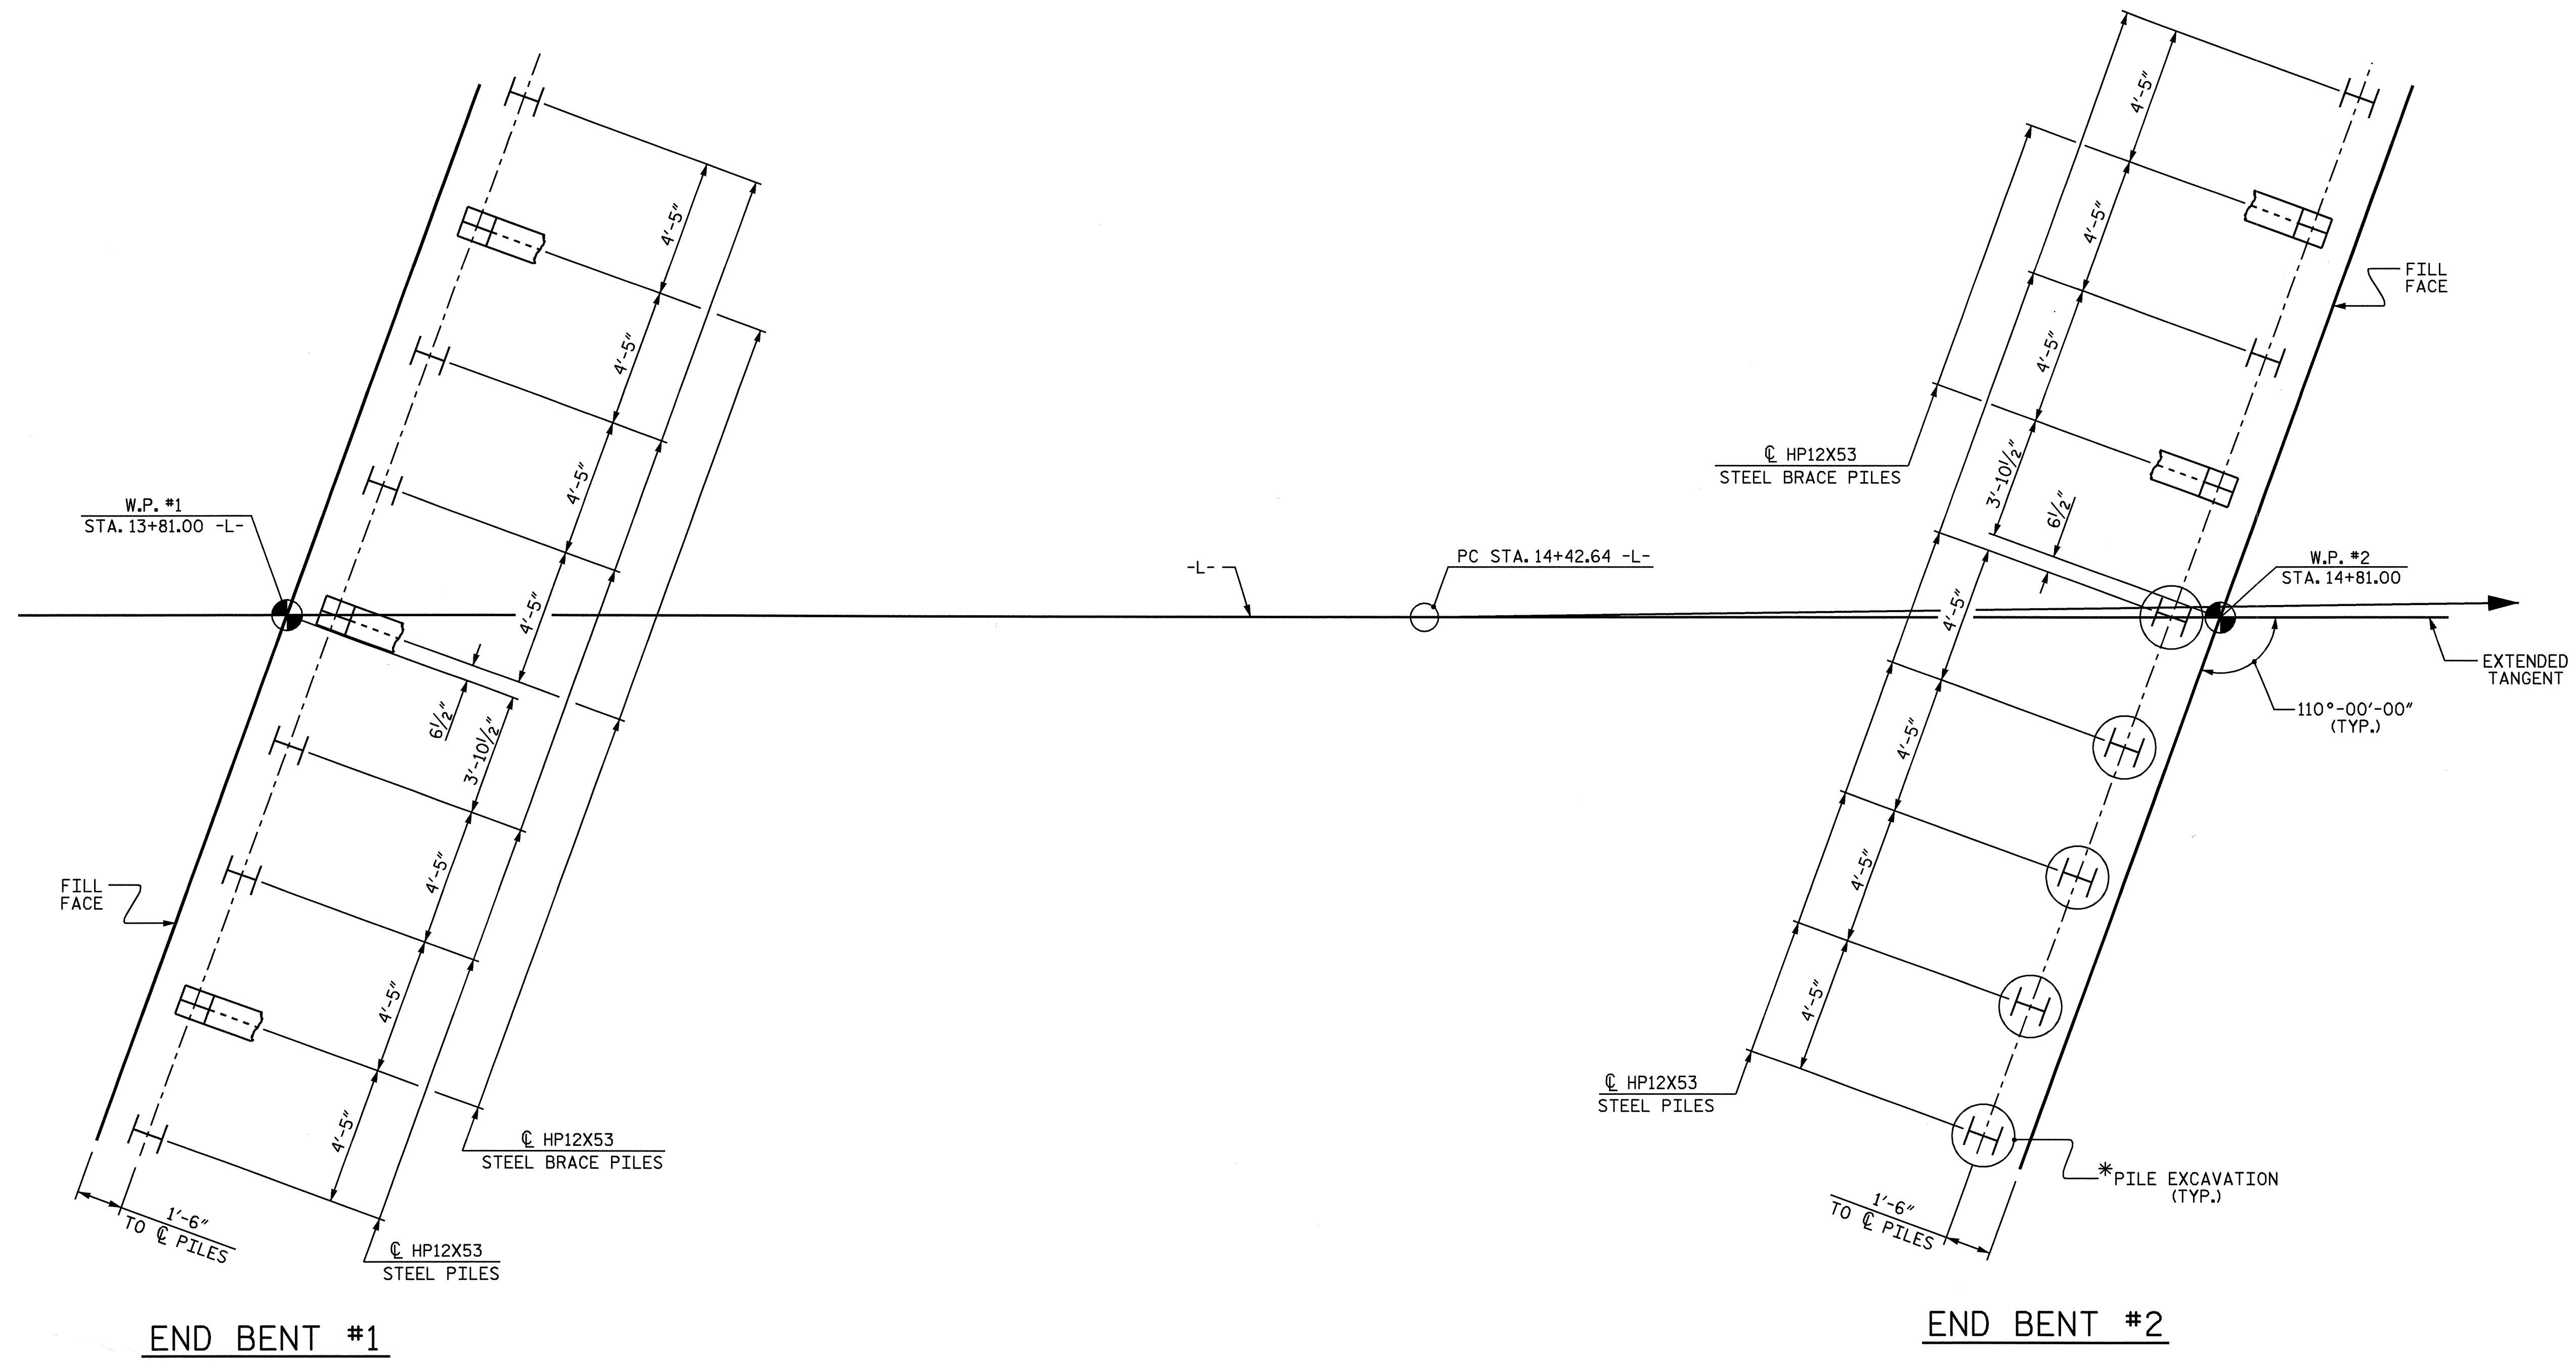 4'-5"
4'-5"
4'-5"
4'-5"
4'-5"
6½"
3'-10½"
4'-5"
4'-5"
4'-5"
W.P. #1
STA. 13+81.00 -L-
FILL
FACE
1'-6"
TO ℄ PILES
℄ HP12X53
STEEL BRACE PILES
℄ HP12X53
STEEL PILES
END BENT #1
-L-
PC STA. 14+42.64 -L-
4'-5"
4'-5"
4'-5"
3'-10½"
6½"
4'-5"
4'-5"
4'-5"
4'-5"
℄ HP12X53
STEEL BRACE PILES
℄ HP12X53
STEEL PILES
FILL
FACE
W.P. #2
STA. 14+81.00
EXTENDED
TANGENT
110°-00'-00"
(TYP.)
*PILE EXCAVATION
(TYP.)
1'-6"
TO ℄ PILES
END BENT #2